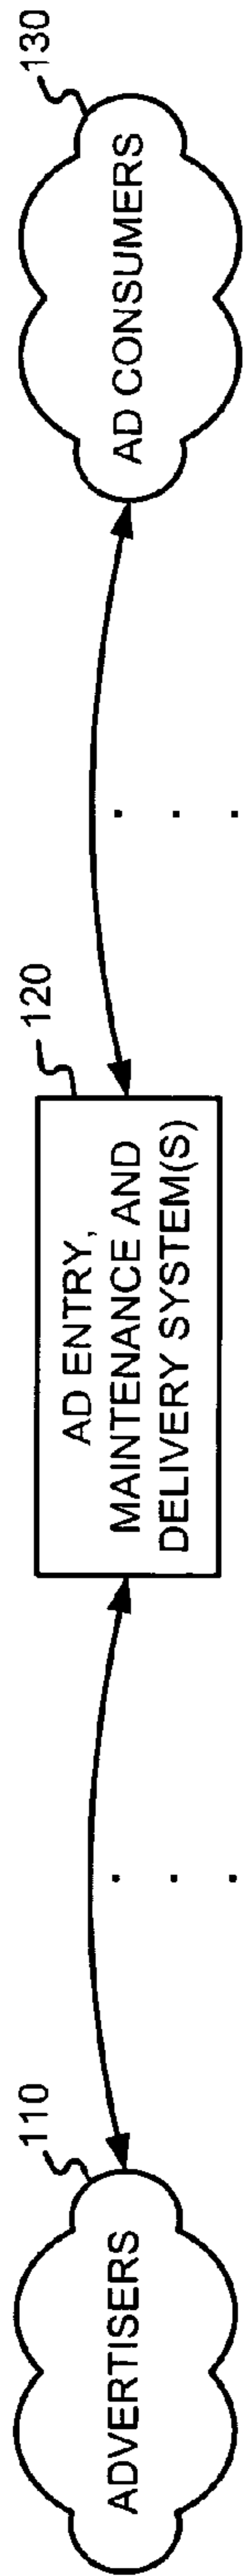 110
ADVERTISERS
120
AD ENTRY,
MAINTENANCE AND
DELIVERY SYSTEM(S)
130
AD CONSUMERS